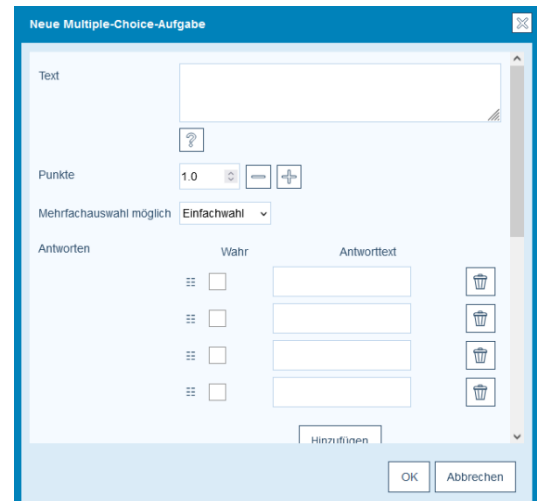 Neue Multiple-Choice-Aufgabe
Text
?
Punkte
1.0
Mehrfachauswahl möglich
Einfachwahl
Antworten
Wahr
Antworttext
Hinzufügen
OK
Abbrechen